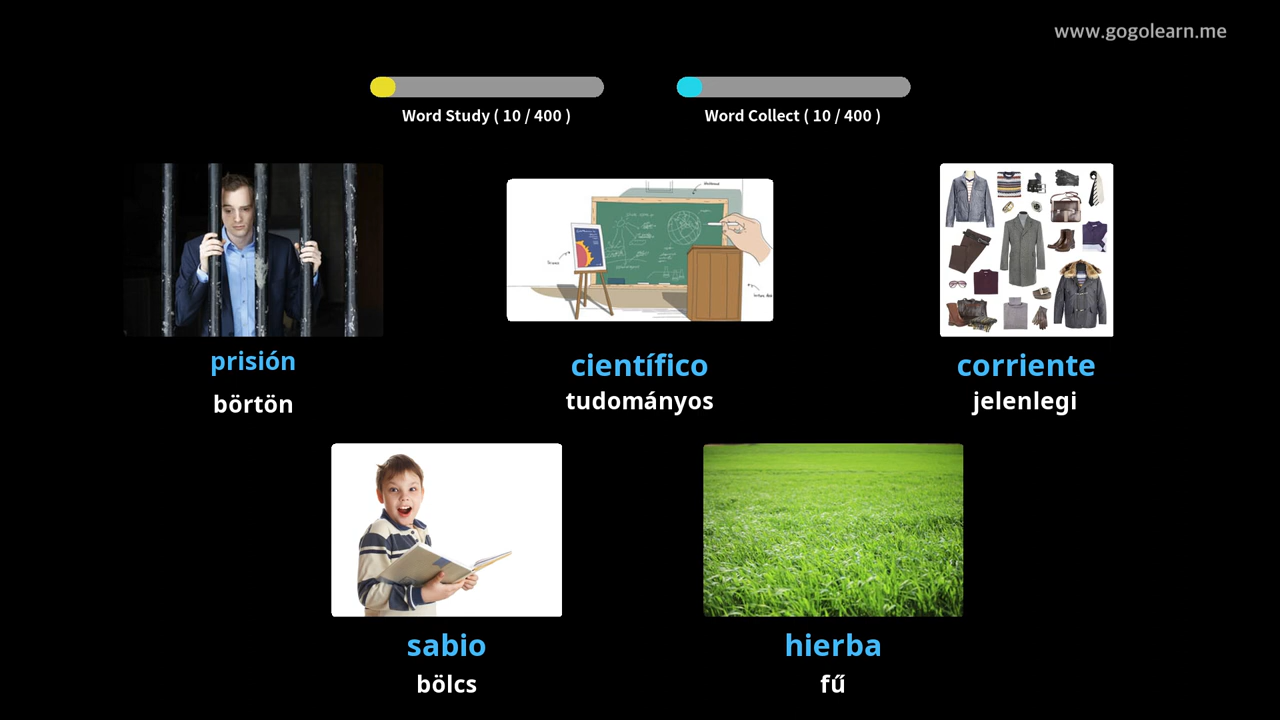 www.gogolearn.me
Word Study ( 10 / 400 )
Word Collect ( 10 / 400 )
prisión
börtön
científico
tudományos
corriente
jelenlegi
sabio
bölcs
hierba
fű